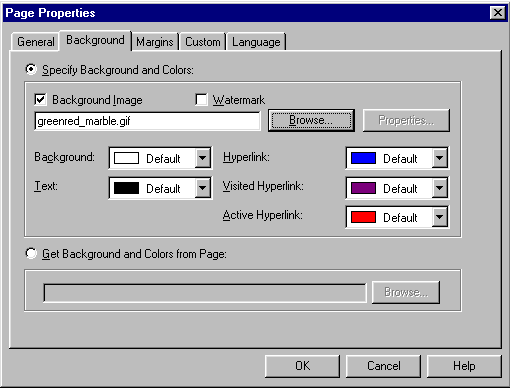 Page Properties
General Background Margins Custom Language
Specify Background and Colors:
Background Image Watermark
greenred_marble.gif Browse... Properties...
Background: Default Hyperlink: Default
Text: Default Visited Hyperlink: Default
Active Hyperlink: Default
Get Background and Colors from Page:
Browse...
OK Cancel Help